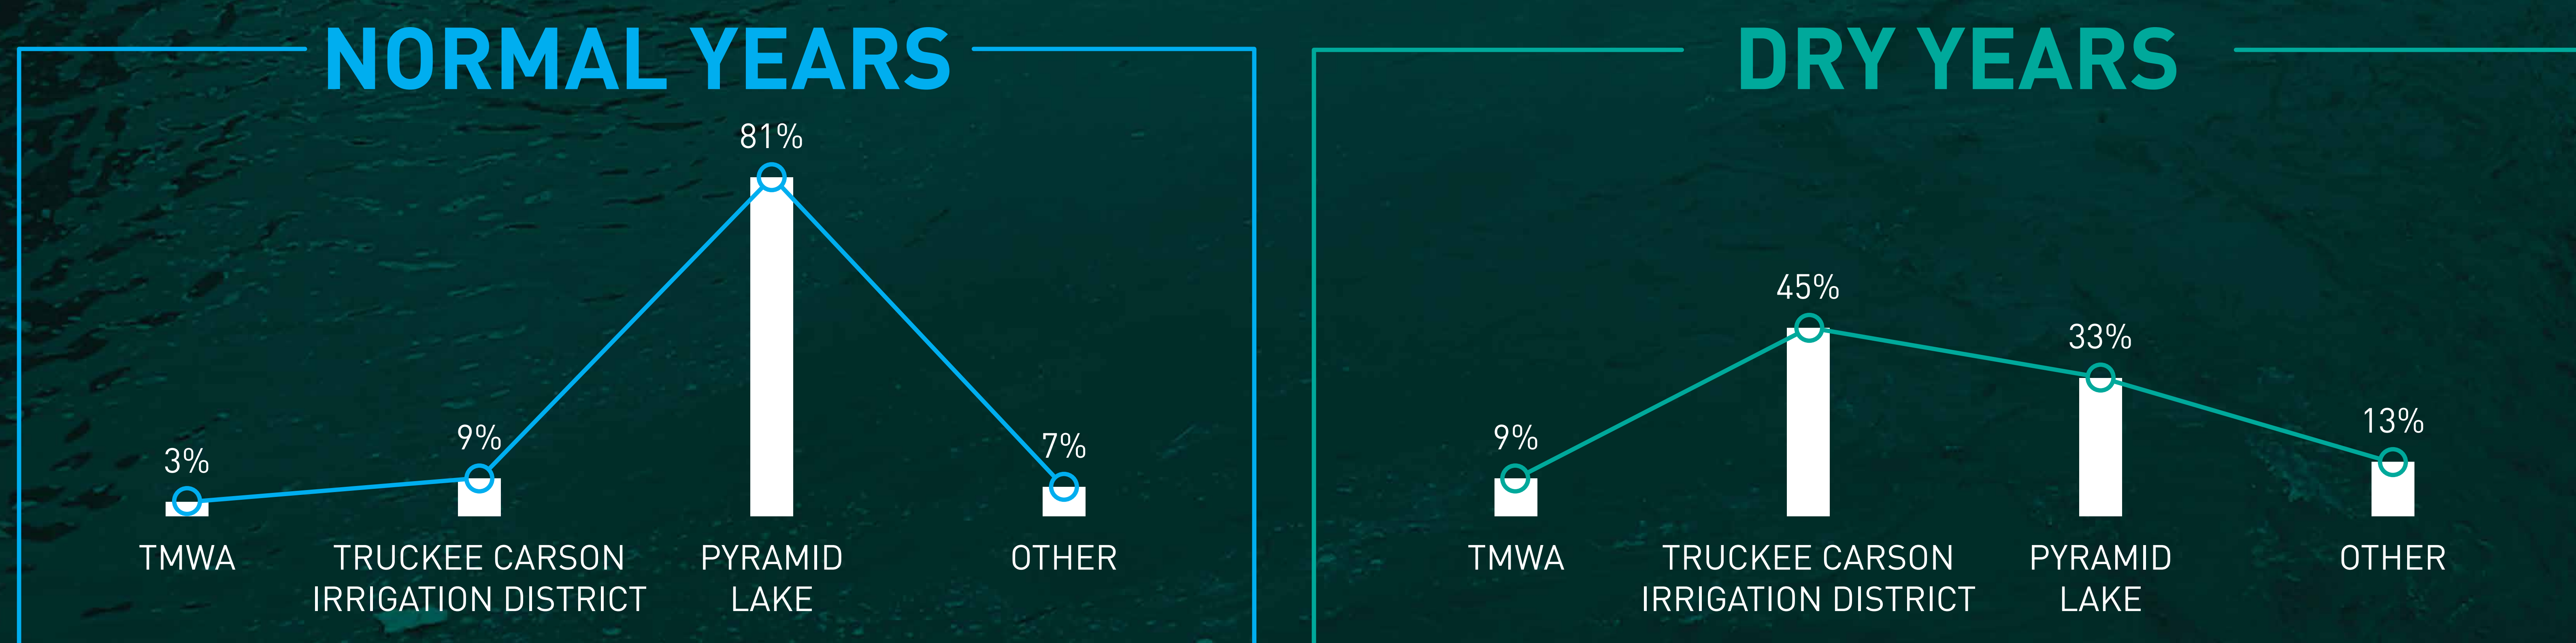 NORMAL YEARS
81%
9%
7%
3%
TMWA
TRUCKEE CARSON
IRRIGATION DISTRICT
PYRAMID
LAKE
OTHER
DRY YEARS
45%
33%
13%
9%
TMWA
TRUCKEE CARSON
IRRIGATION DISTRICT
PYRAMID
LAKE
OTHER